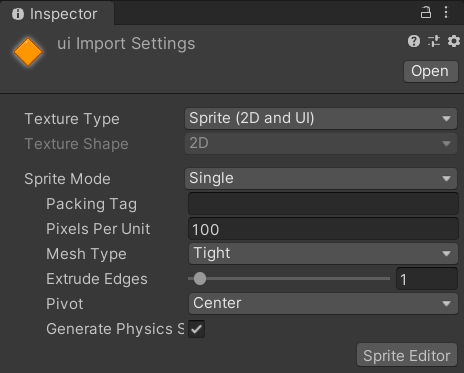 Inspector
ui Import Settings
Open
Texture Type Sprite (2D and UI)
Texture Shape 2D
Sprite Mode Single
Packing Tag
Pixels Per Unit 100
Mesh Type Tight
Extrude Edges 1
Pivot Center
Generate Physics S
Sprite Editor